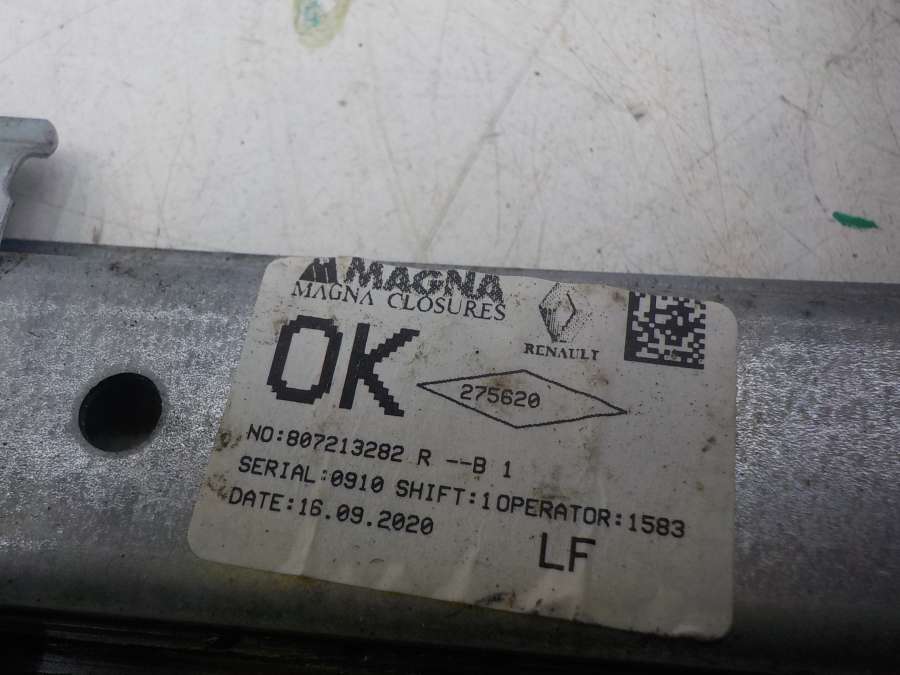 MAGNA
MAGNA CLOSURES
RENAULT
OK
275620
NO:807213282 R --B 1
SERIAL:0910 SHIFT:1OPERATOR:1583
DATE:16.09.2020
LF